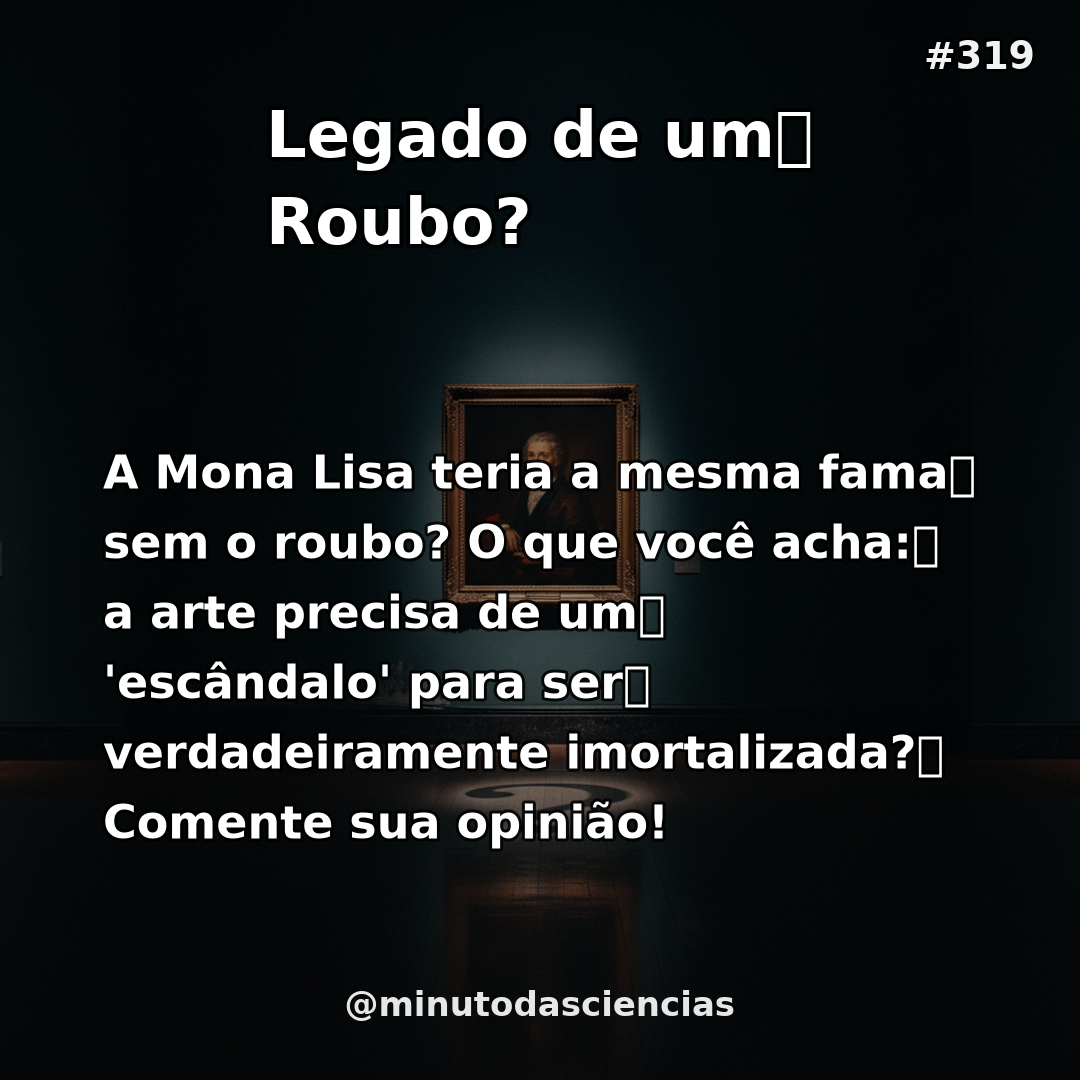 #319
Legado de um
Roubo?
A Mona Lisa teria a mesma fama
sem o roubo? O que você acha:
a arte precisa de um
'escândalo' para ser
verdadeiramente imortalizada?
Comente sua opinião!
@minutodasciencias